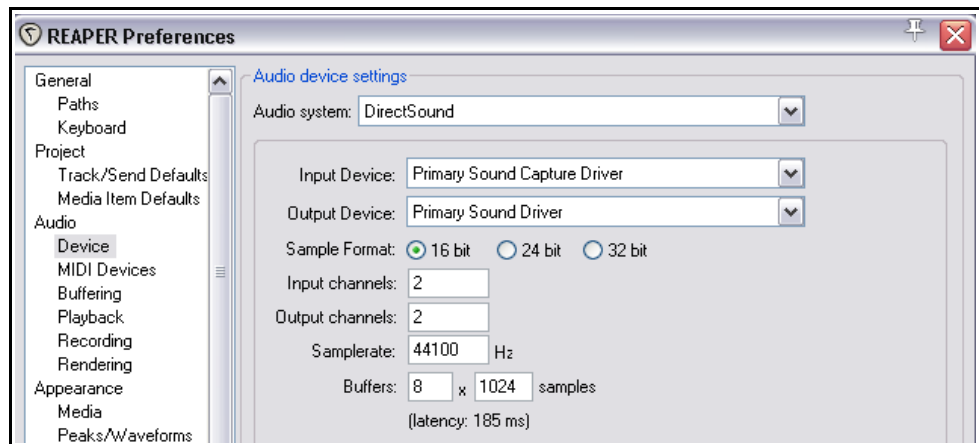 REAPER Preferences
General
Paths
Keyboard
Project
Track/Send Defaults
Media Item Defaults
Audio
Device
MIDI Devices
Buffering
Playback
Recording
Rendering
Appearance
Media
Peaks/Waveforms
Audio device settings
Audio system: DirectSound
Input Device: Primary Sound Capture Driver
Output Device: Primary Sound Driver
Sample Format: 16 bit 24 bit 32 bit
Input channels: 2
Output channels: 2
Samplerate: 44100 Hz
Buffers: 8 x 1024 samples
(latency: 185 ms)